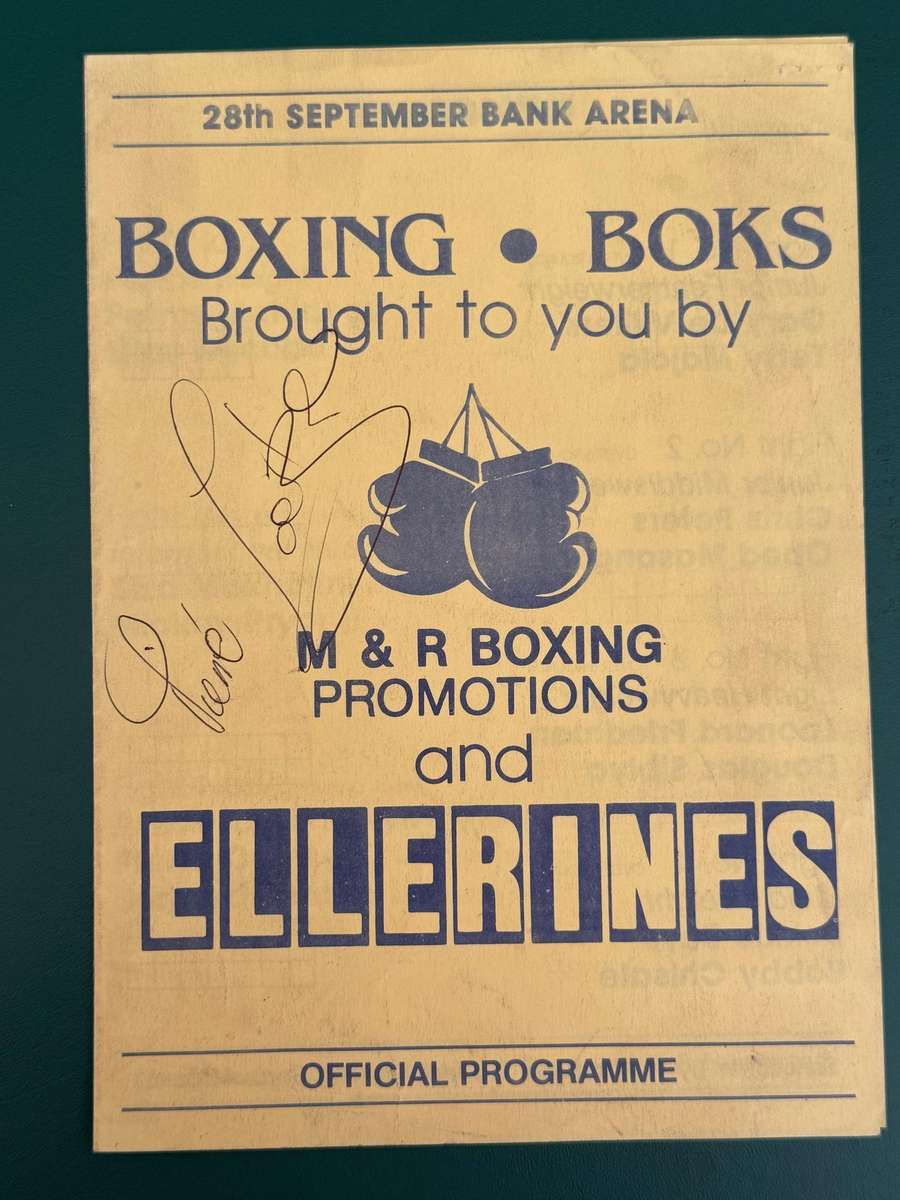 28th SEPTEMBER BANK ARENA
BOXING • BOKS
Brought to you by
M & R BOXING
PROMOTIONS
and
ELLERINES
OFFICIAL PROGRAMME